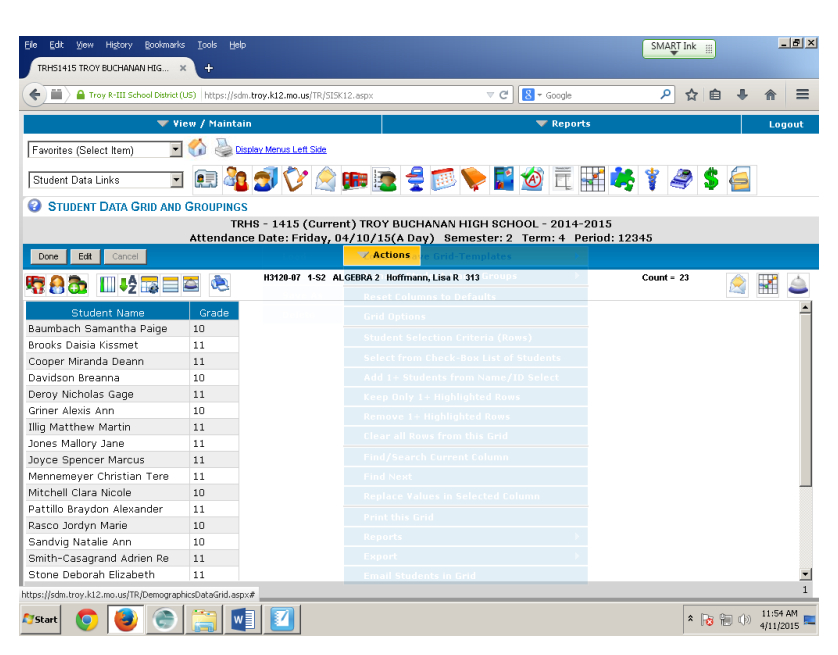 File Edit View History Bookmarks Tools Help
SMART Ink
TRHS1415 TROY BUCHANAN HIG... × +
Troy R-III School District (US) https://sdm.troy.k12.mo.us/TR/SISK12.aspx
8 Google
View / Maintain Reports Logout
Favorites (Select Item) Display Menus Left Side
Student Data Links
STUDENT DATA GRID AND GROUPINGS
TRHS - 1415 (Current) TROY BUCHANAN HIGH SCHOOL - 2014-2015
Attendance Date: Friday, 04/10/15(A Day) Semester: 2 Term: 4 Period: 12345
Done Edit Cancel Actions Grid-Templates
H3120-07 1-S2 ALGEBRA 2 Hoffmann, Lisa R 313 Groups Count = 23
Reset Columns to Defaults
Student Name Grade Grid Options
Baumbach Samantha Paige 10
Brooks Daisia Kissmet 11 Student Selection Criteria (Rows)
Cooper Miranda Deann 11 Select from Check-Box List of Students
Davidson Breanna 10 Add 1+ Students from Name/ID Select
Deroy Nicholas Gage 11 Keep Only 1+ Highlighted Rows
Griner Alexis Ann 10 Remove 1+ Highlighted Rows
Illig Matthew Martin 11 Clear all Rows from this Grid
Jones Mallory Jane 11
Joyce Spencer Marcus 11 Find/Search Current Column
Mennemeyer Christian Tere 11 Find Next
Mitchell Clara Nicole 10 Replace Values in Selected Column
Pattillo Braydon Alexander 11 Print this Grid
Rasco Jordyn Marie 10
Sandvig Natalie Ann 10 Reports
Smith-Casagrand Adrien Re 11 Export
Stone Deborah Elizabeth 11 Email Students in Grid
https://sdm.troy.k12.mo.us/TR/DemographicsDataGrid.aspx# 1
Start 11:54 AM
4/11/2015